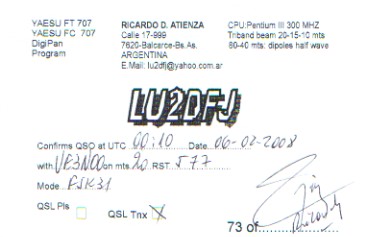 YAESU FT 707 RICARDO D. ATIENZA CPU:Pentium III 300 MHZ
YAESU FC 707 Calle 17-999 Triband beam 20-15-10 mts
DigiPan 7620-Balcarce-Bs.As. 80-40 mts: dipoles half wave
Program ARGENTINA
E.Mail: lu2dfj@yahoo.com.ar
LU2DFJ
Confirms QSO at UTC 00:10 Date. 06-02-2008
with VE3NOO on mts 20 RST. 577
Mode PSK31
QSL Pls QSL Tnx X
73 of